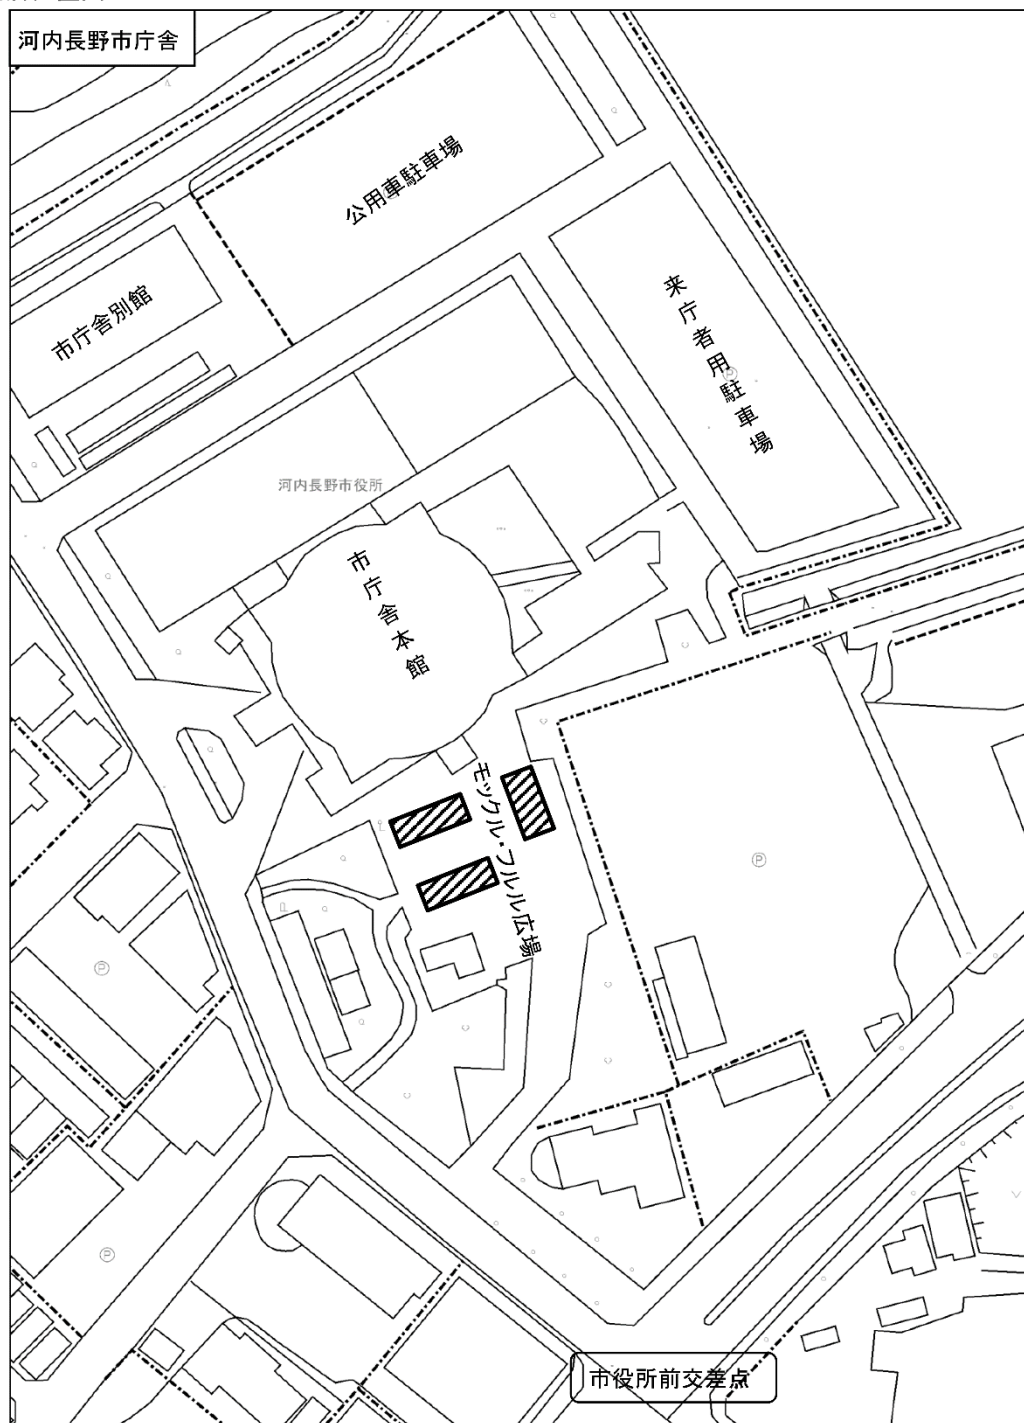 河内長野市庁舎
公用車駐車場
来庁者用駐車場
市庁舎別館
河内長野市役所
市庁舎本館
モックル・フルル広場
Ⓟ
Ⓟ
Ⓟ
Ⓟ
市役所前交差点